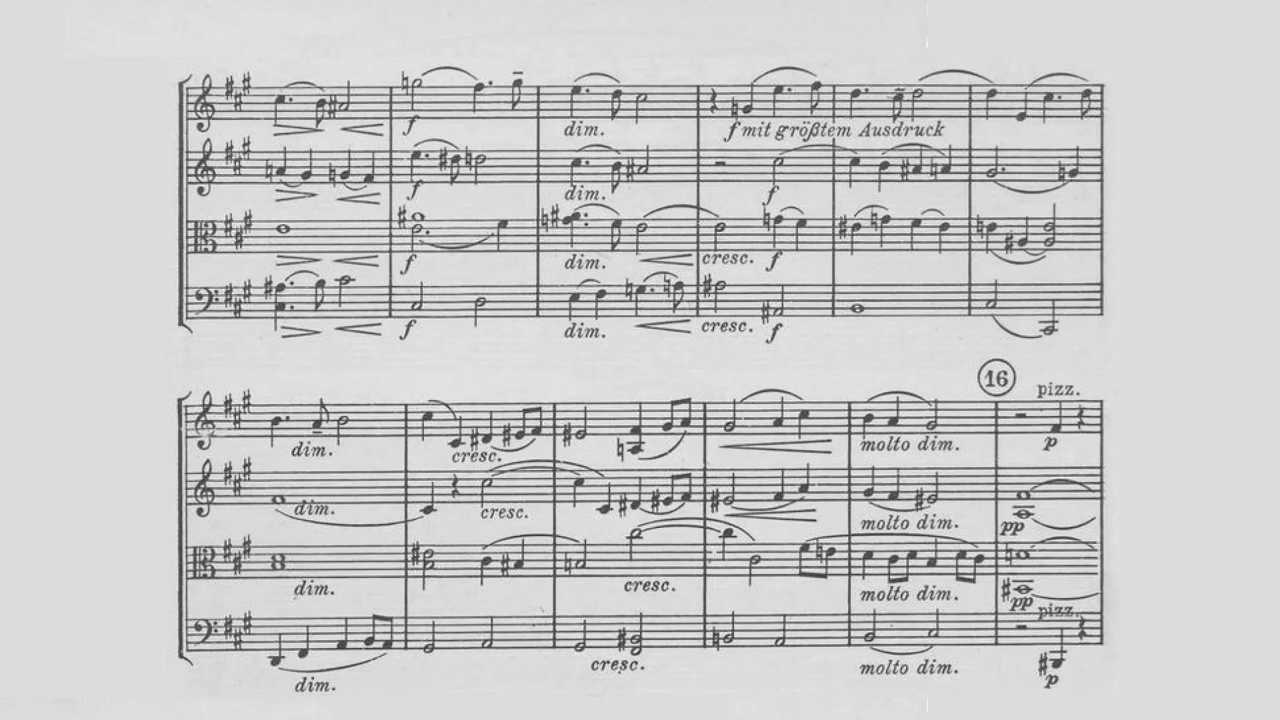 f
dim.
f mit größtem Ausdruck
f
dim.
f
f
dim.
cresc. f
f
dim.
cresc. f
16
pizz.
dim.
cresc.
molto dim.
p
dim.
cresc.
molto dim.
pp
dim.
cresc.
molto dim.
pp
pizz.
dim.
cresc.
molto dim.
p